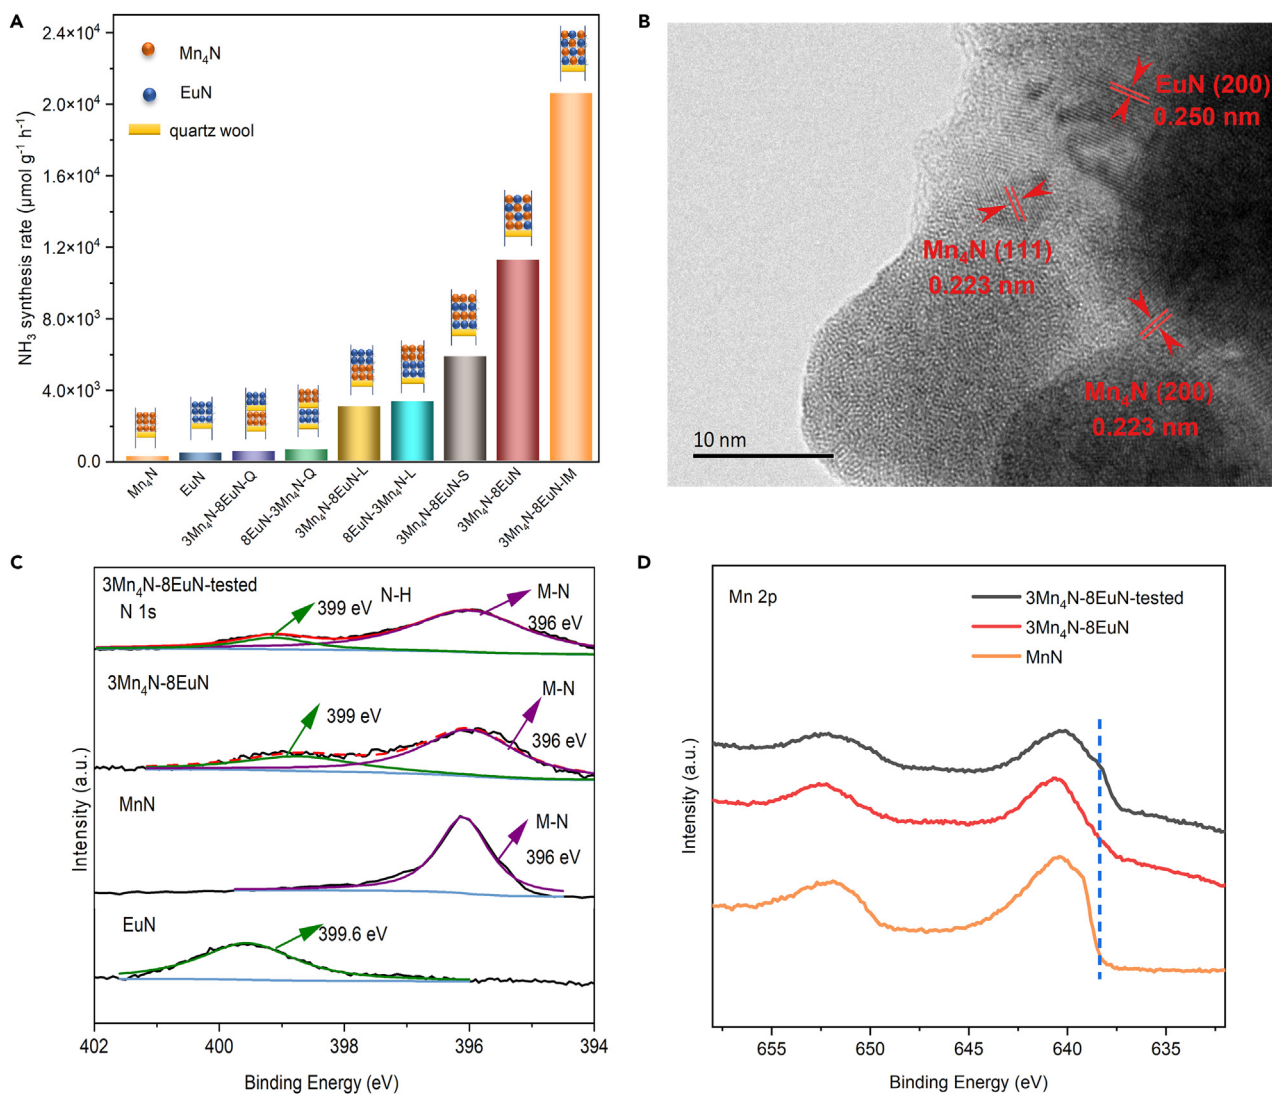 A
NH₃ synthesis rate (μmol g⁻¹ h⁻¹)
2.4×10⁴
2.0×10⁴
1.6×10⁴
1.2×10⁴
8.0×10³
4.0×10³
0.0
Mn₄N
EuN
quartz wool
Mn₄N
EuN
3Mn₄N-8EuN-Q
8EuN-3Mn₄N-Q
3Mn₄N-8EuN-L
8EuN-3Mn₄N-L
3Mn₄N-8EuN-S
3Mn₄N-8EuN
3Mn₄N-8EuN-IM
B
EuN (200)
0.250 nm
Mn₄N (111)
0.223 nm
Mn₄N (200)
0.223 nm
10 nm
C
Intensity (a.u.)
3Mn₄N-8EuN-tested
N 1s
399 eV
N-H
M-N
396 eV
3Mn₄N-8EuN
399 eV
M-N
396 eV
MnN
M-N
396 eV
EuN
399.6 eV
402
400
398
396
394
Binding Energy (eV)
D
Intensity (a.u.)
Mn 2p
3Mn₄N-8EuN-tested
3Mn₄N-8EuN
MnN
655
650
645
640
635
Binding Energy (eV)